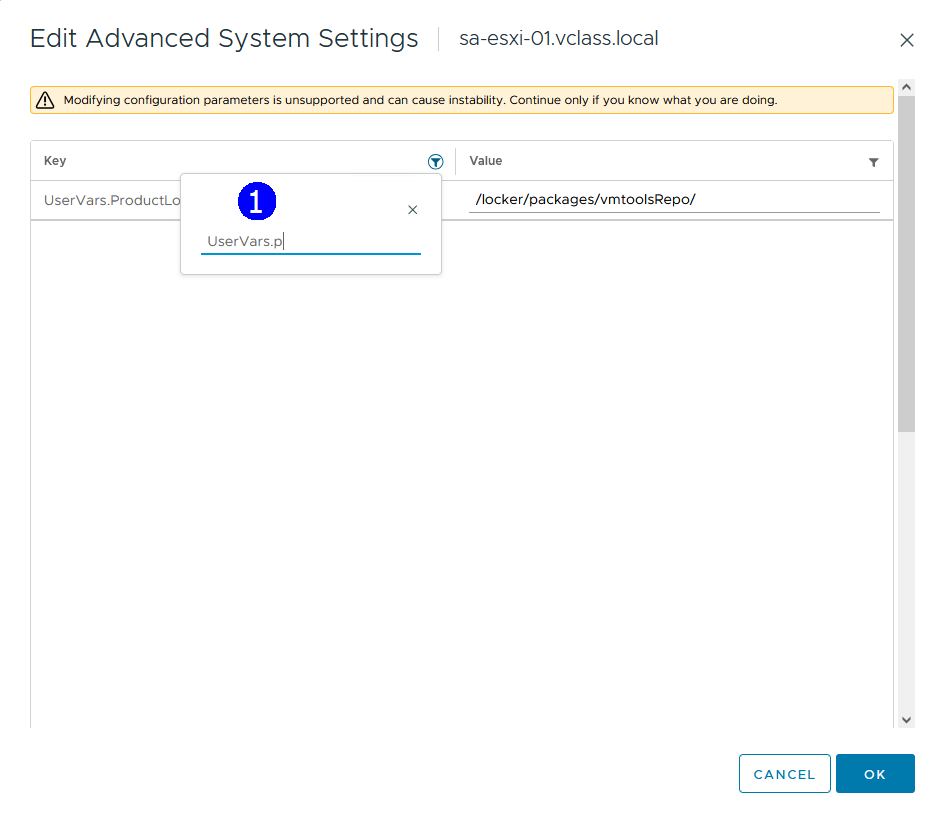 Edit Advanced System Settings | sa-esxi-01.vclass.local
Modifying configuration parameters is unsupported and can cause instability. Continue only if you know what you are doing.
Key Value
UserVars.ProductLo /locker/packages/vmtoolsRepo/
1
UserVars.p
CANCEL OK